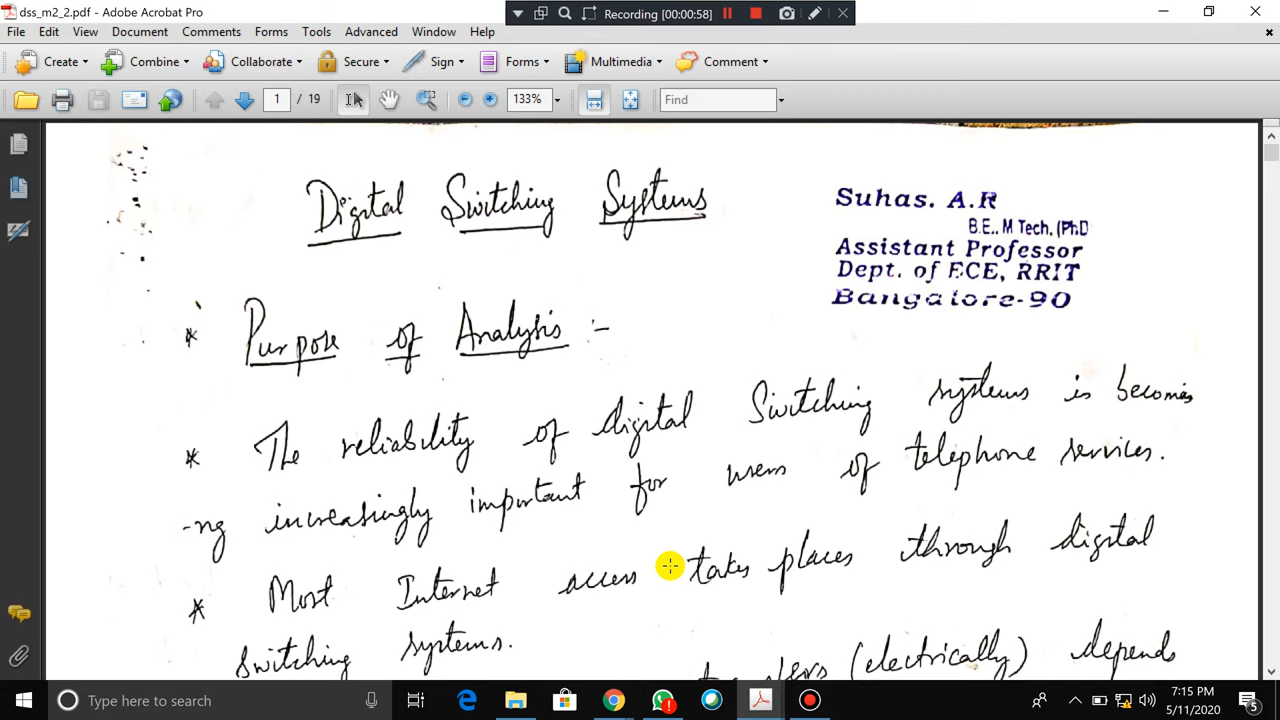 dss_m2_2.pdf - Adobe Acrobat Pro
Recording [00:00:58]
File Edit View Document Comments Forms Tools Advanced Window Help
Create Combine Collaborate Secure Sign Forms Multimedia Comment
1 / 19 133% Find
Digital Switching Systems
Suhas. A.R
B.E., M Tech, (Ph.D
Assistant Professor
Dept. of ECE, RRIT
Bangalore-90
* Purpose of Analysis :-
* The reliability of digital Switching systems is becomi
-ng increasingly important for users of telephone services.
* Most Internet access takes places through digital
switching systems.
(electrically) depends
Type here to search
7:15 PM
5/11/2020
5